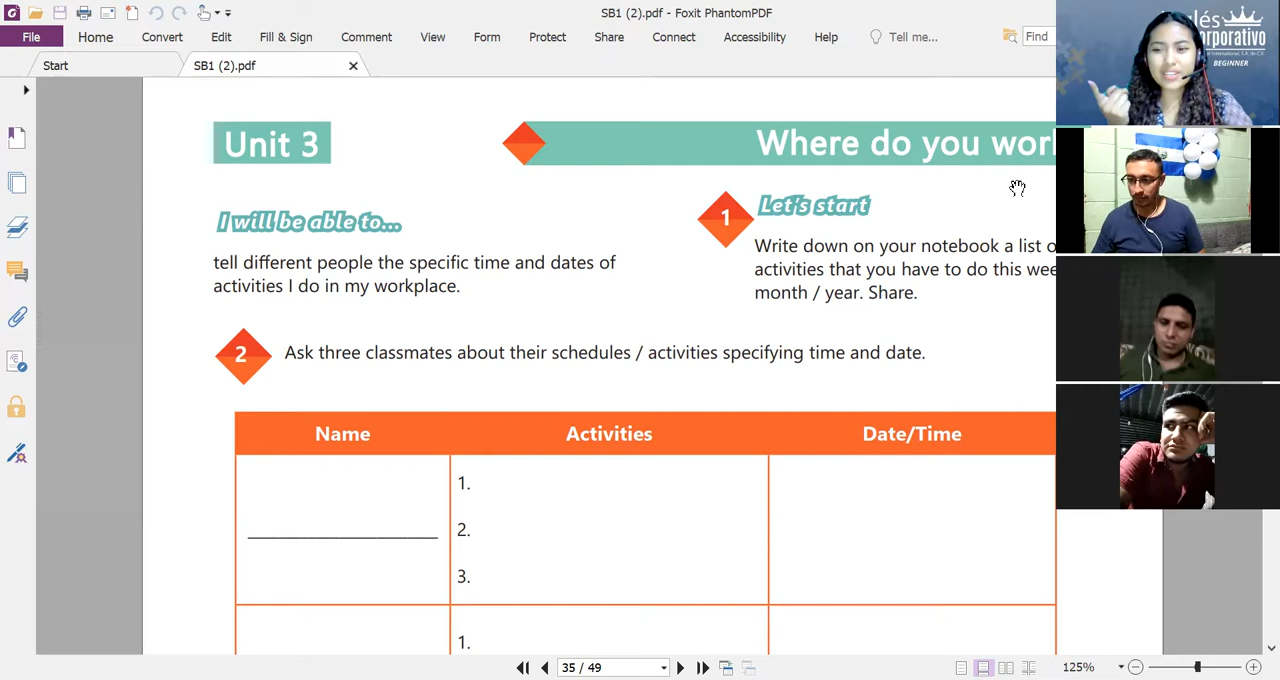 SB1 (2).pdf - Foxit PhantomPDF
File Home Convert Edit Fill & Sign Comment View Form Protect Share Connect Accessibility Help Tell me... Find
Start SB1 (2).pdf
lés
rporativo
International, S.A. de C.V.
BEGINNER
Unit 3
Where do you wor
I will be able to...
tell different people the specific time and dates of
activities I do in my workplace.
1
Let's start
Write down on your notebook a list o
activities that you have to do this wee
month / year. Share.
2
Ask three classmates about their schedules / activities specifying time and date.
Name Activities Date/Time
1.
2.
3.
1.
35 / 49
125%